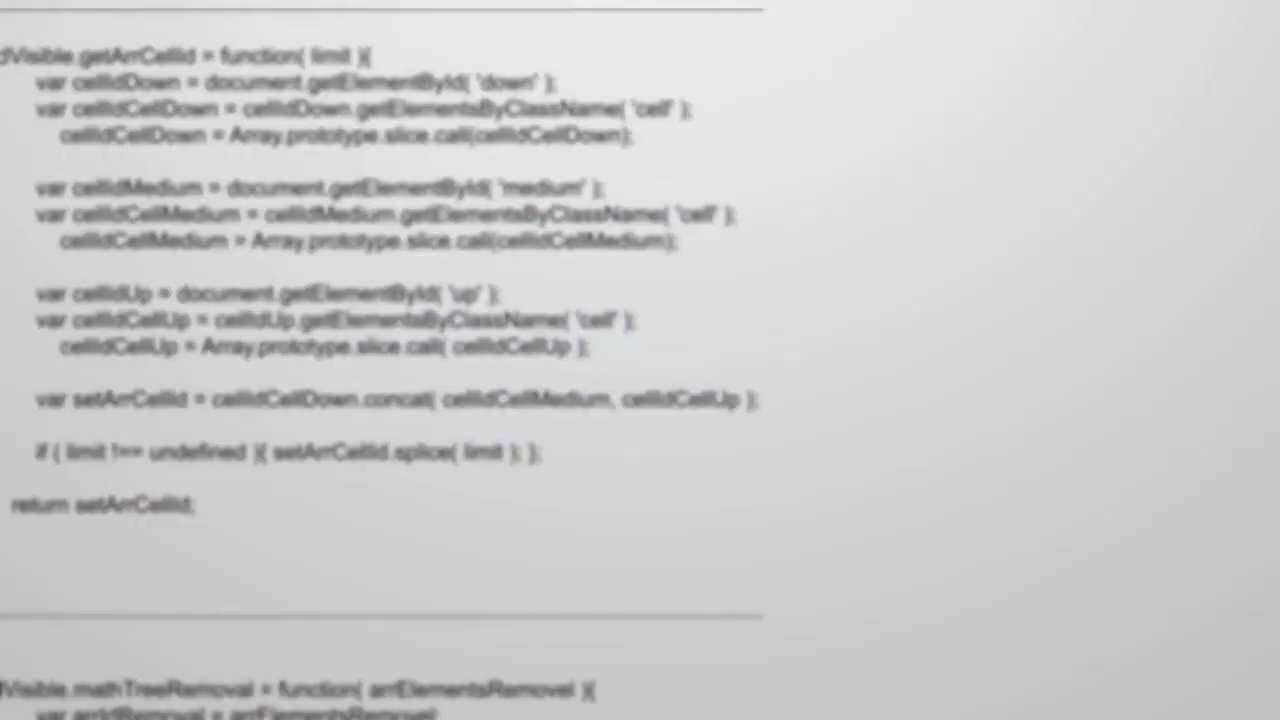 dVisible.getArrCellId = function( limit ){
var cellIdDown = document.getElementById( 'down' );
var cellIdCellDown = cellIdDown.getElementsByClassName( 'cell' );
cellIdCellDown = Array.prototype.slice.call(cellIdCellDown);
var cellIdMedium = document.getElementById( 'medium' );
var cellIdCellMedium = cellIdMedium.getElementsByClassName( 'cell' );
cellIdCellMedium = Array.prototype.slice.call(cellIdCellMedium);
var cellIdUp = document.getElementById( 'up' );
var cellIdCellUp = cellIdUp.getElementsByClassName( 'cell' );
cellIdCellUp = Array.prototype.slice.call( cellIdCellUp );
var setArrCellId = cellIdCellDown.concat( cellIdCellMedium, cellIdCellUp );
if ( limit !== undefined ){ setArrCellId.splice( limit ); };
return setArrCellId;
Visible.mathTreeRemoval = function( arrElementsRemovel ){
var arrIdRemoval = arrElementsRemovel